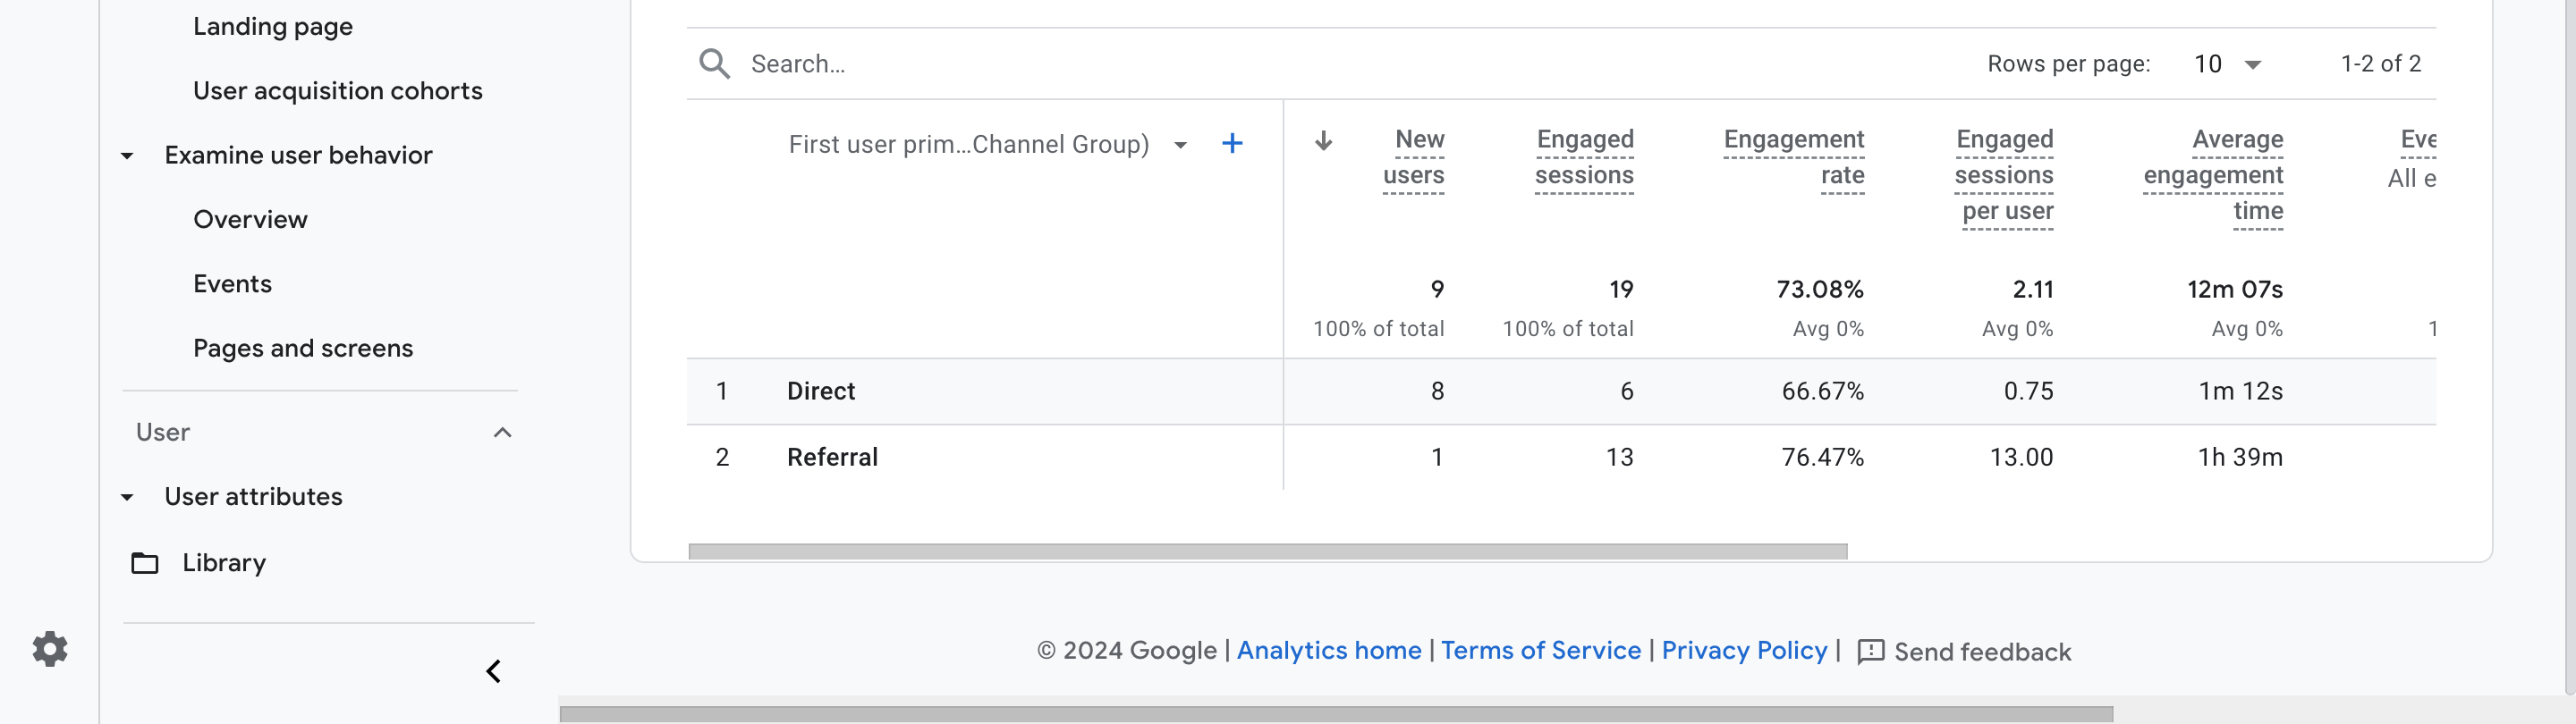 Landing page
User acquisition cohorts
Examine user behavior
Overview
Events
Pages and screens
User
User attributes
Library
Search...
Rows per page: 10 1-2 of 2
First user prim...Channel Group) +
New users
Engaged sessions
Engagement rate
Engaged sessions per user
Average engagement time
Eve
All e
9 19 73.08% 2.11 12m 07s
100% of total 100% of total Avg 0% Avg 0% Avg 0% 1
1 Direct 8 6 66.67% 0.75 1m 12s
2 Referral 1 13 76.47% 13.00 1h 39m
© 2024 Google | Analytics home | Terms of Service | Privacy Policy | Send feedback